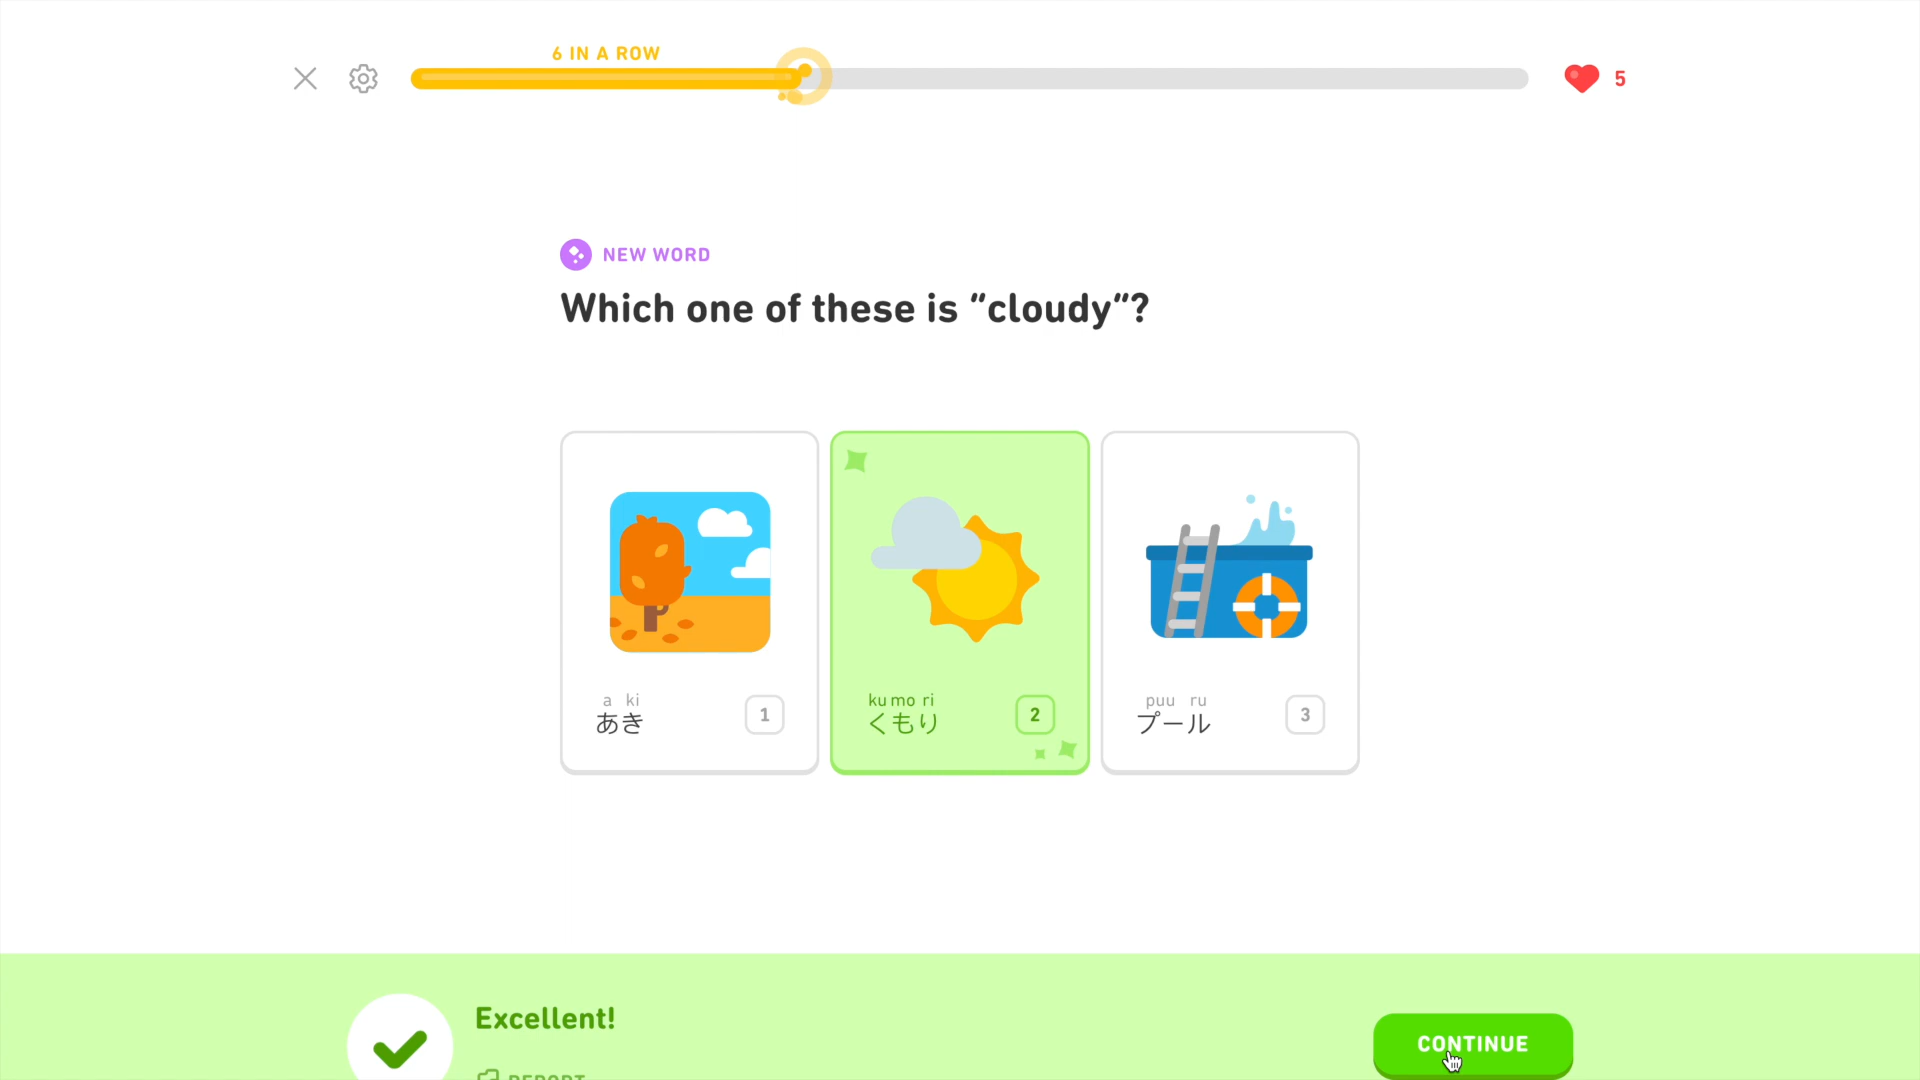 6 IN A ROW
5
NEW WORD
Which one of these is "cloudy"?
a ki
あき
1
ku mo ri
くもり
2
puu ru
プール
3
Excellent!
CONTINUE
REPORT